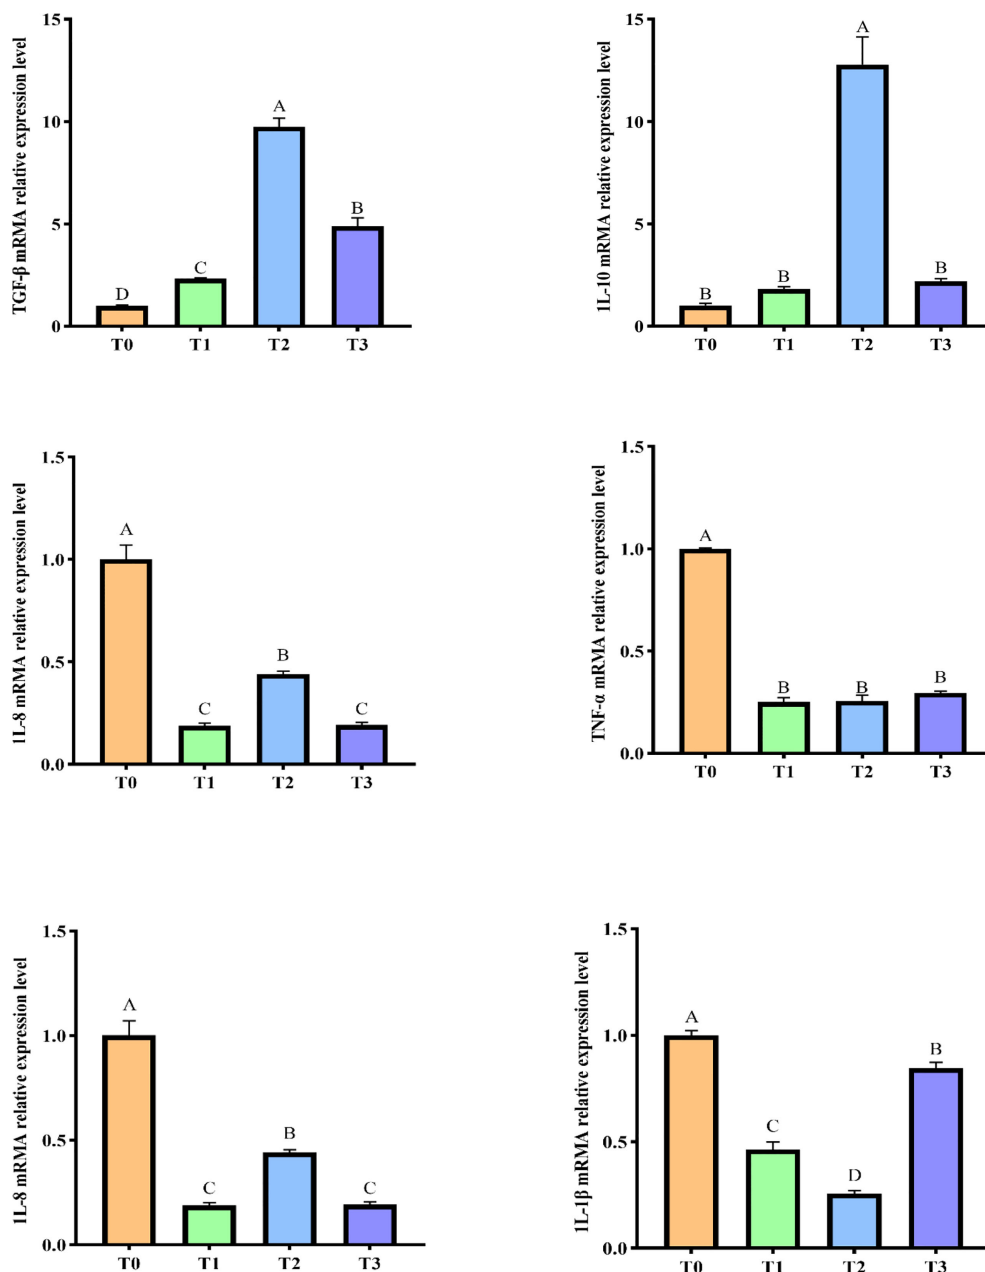 TGF-β mRMA relative expression level
15
10
5
0
D
C
A
B
T0 T1 T2 T3
1L-10 mRMA relative expression level
15
10
5
0
B
B
A
B
T0 T1 T2 T3
1L-8 mRMA relative expression level
1.5
1.0
0.5
0.0
A
C
B
C
T0 T1 T2 T3
TNF-α mRMA relative expression level
1.5
1.0
0.5
0.0
A
B
B
B
T0 T1 T2 T3
1L-8 mRMA relative expression level
1.5
1.0
0.5
0.0
A
C
B
C
T0 T1 T2 T3
1L-1β mRMA relative expression level
1.5
1.0
0.5
0.0
A
C
D
B
T0 T1 T2 T3